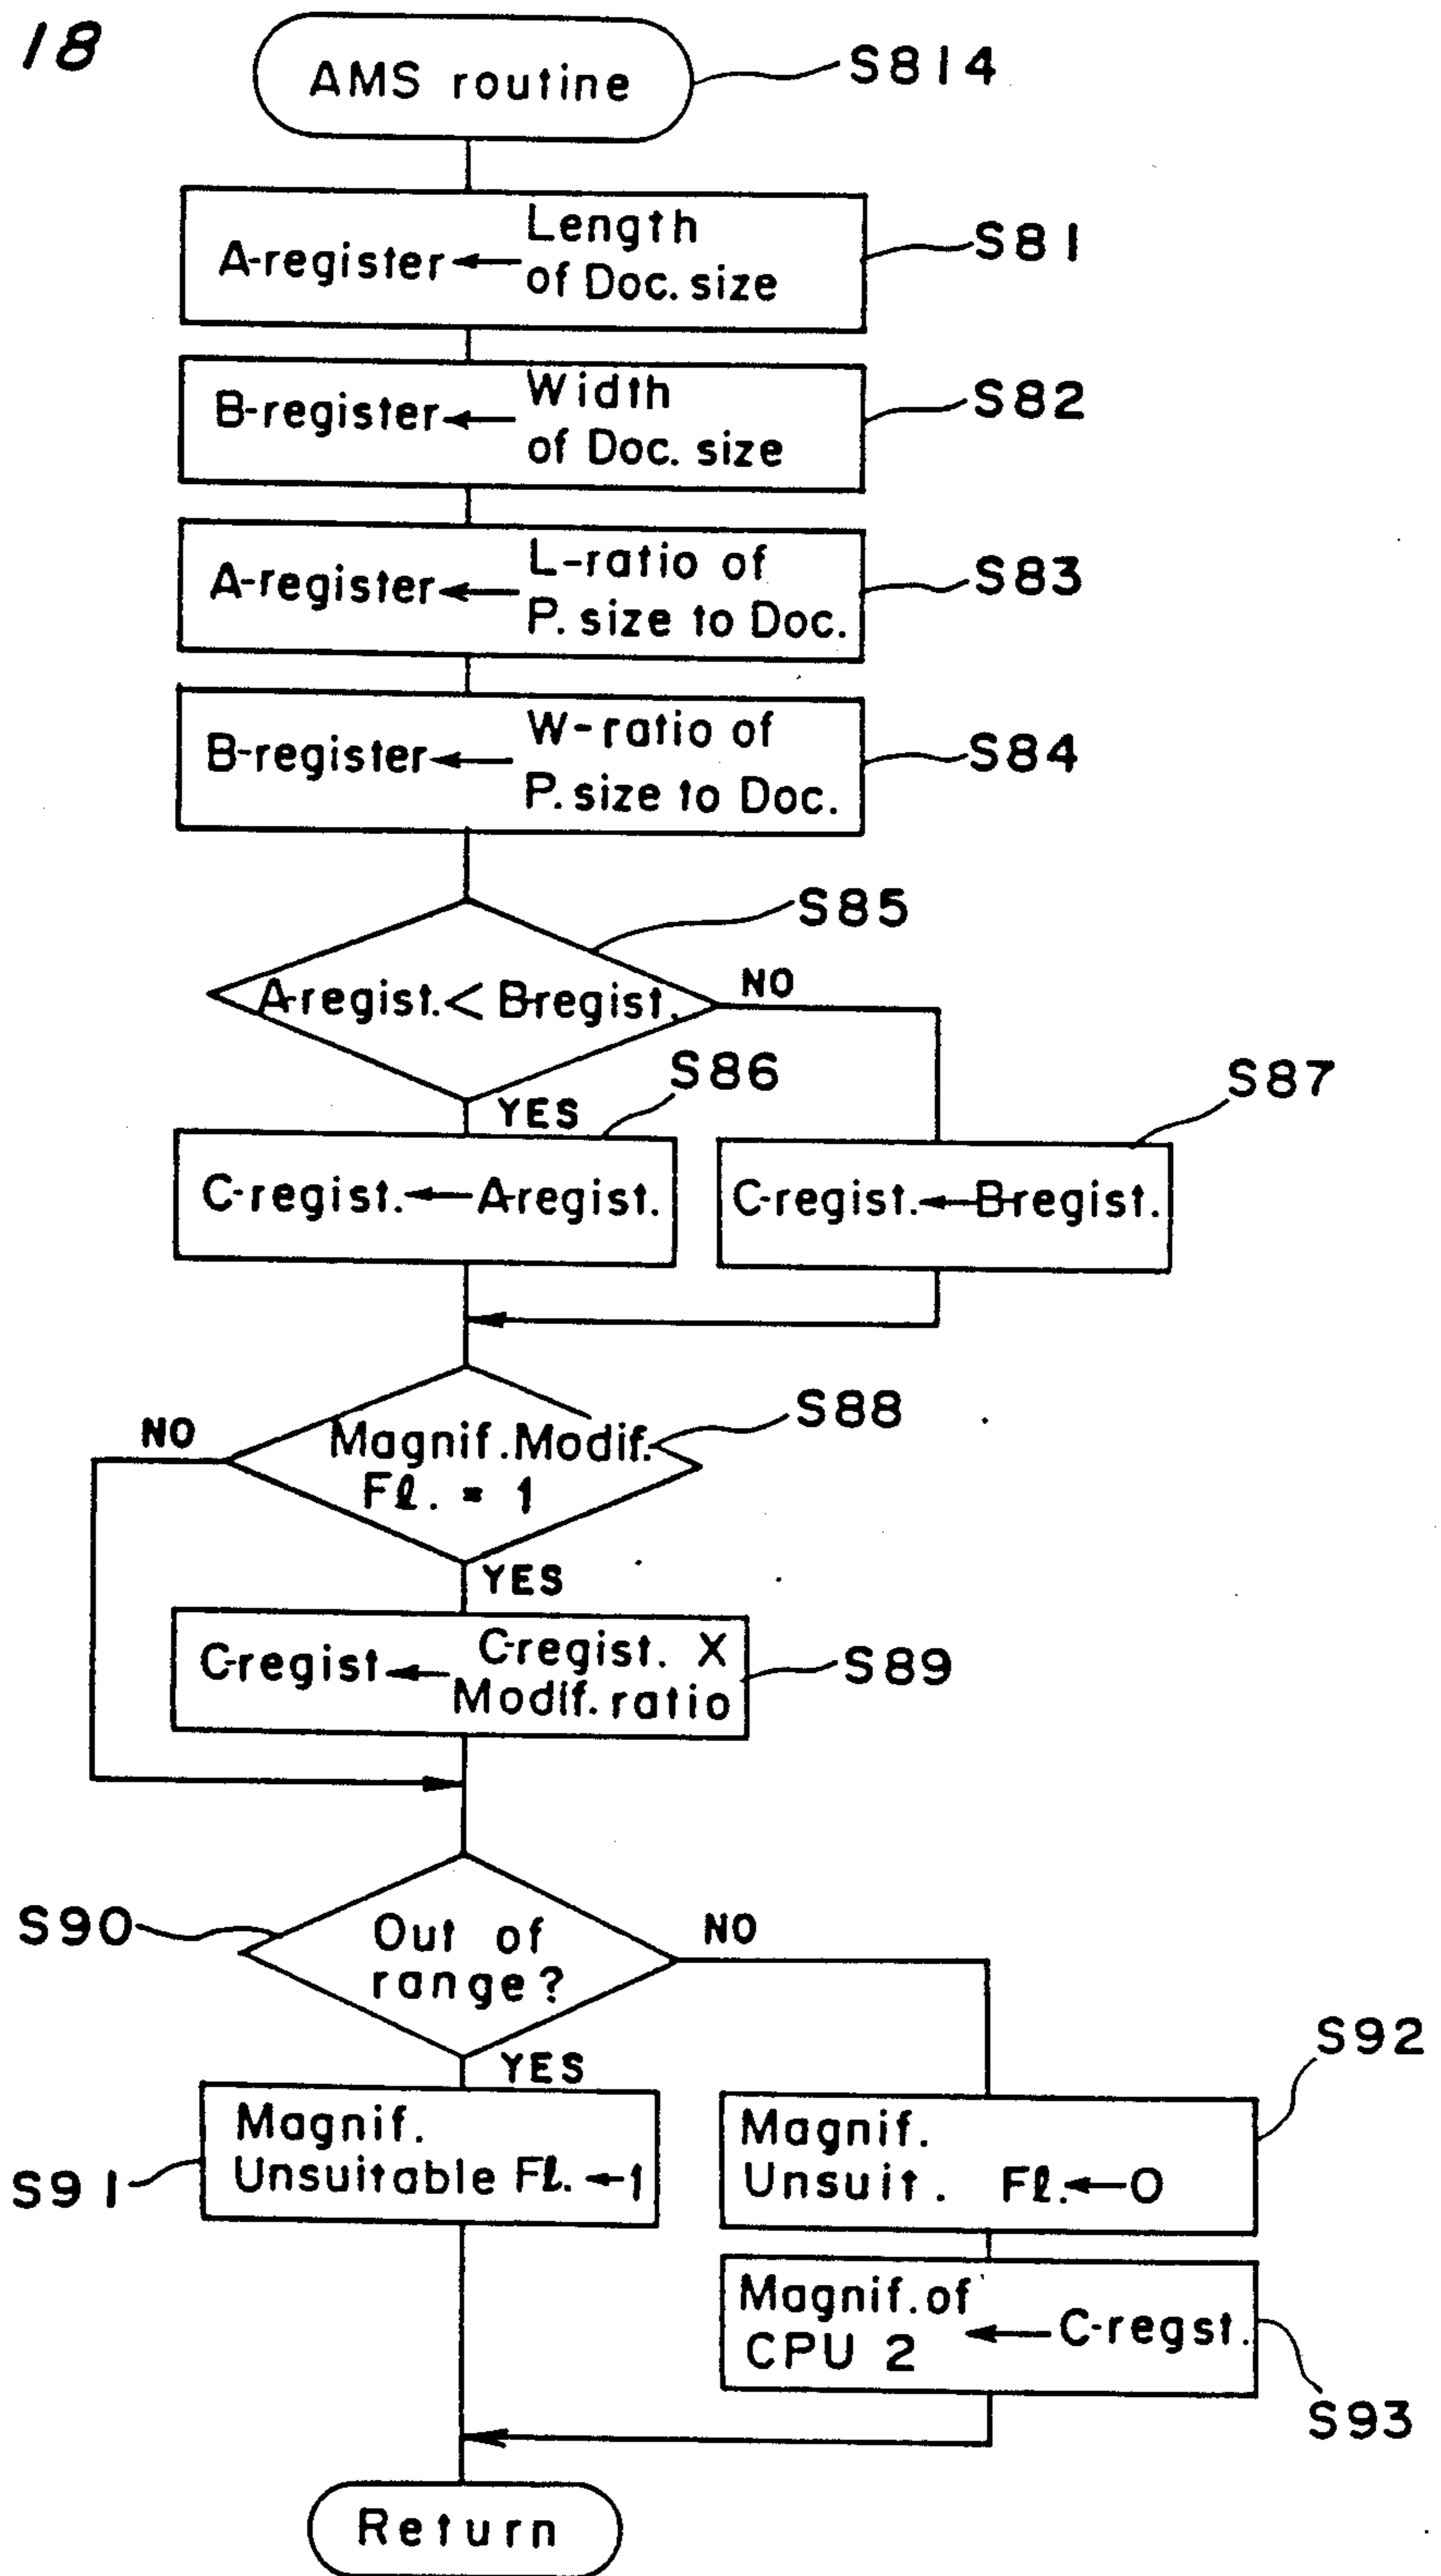 18
AMS routine
S814
A-register ← Length
of Doc. size
S81
B-register ← Width
of Doc. size
S82
A-register ← L-ratio of
P. size to Doc.
S83
B-register ← W-ratio of
P. size to Doc.
S84
S85
A-regist. < B-regist.
NO
YES
S86
S87
C-regist. ← A-regist.
C-regist. ← B-regist.
S88
NO
Magnif. Modif.
Fl. = 1
YES
C-regist ← C-regist. X
Modif. ratio
S89
S90
Out of
range?
NO
YES
S92
Magnif.
Unsuitable Fl. ← 1
S91
Magnif.
Unsuit. Fl. ← 0
Magnif. of
CPU 2 ← C-regst.
S93
Return